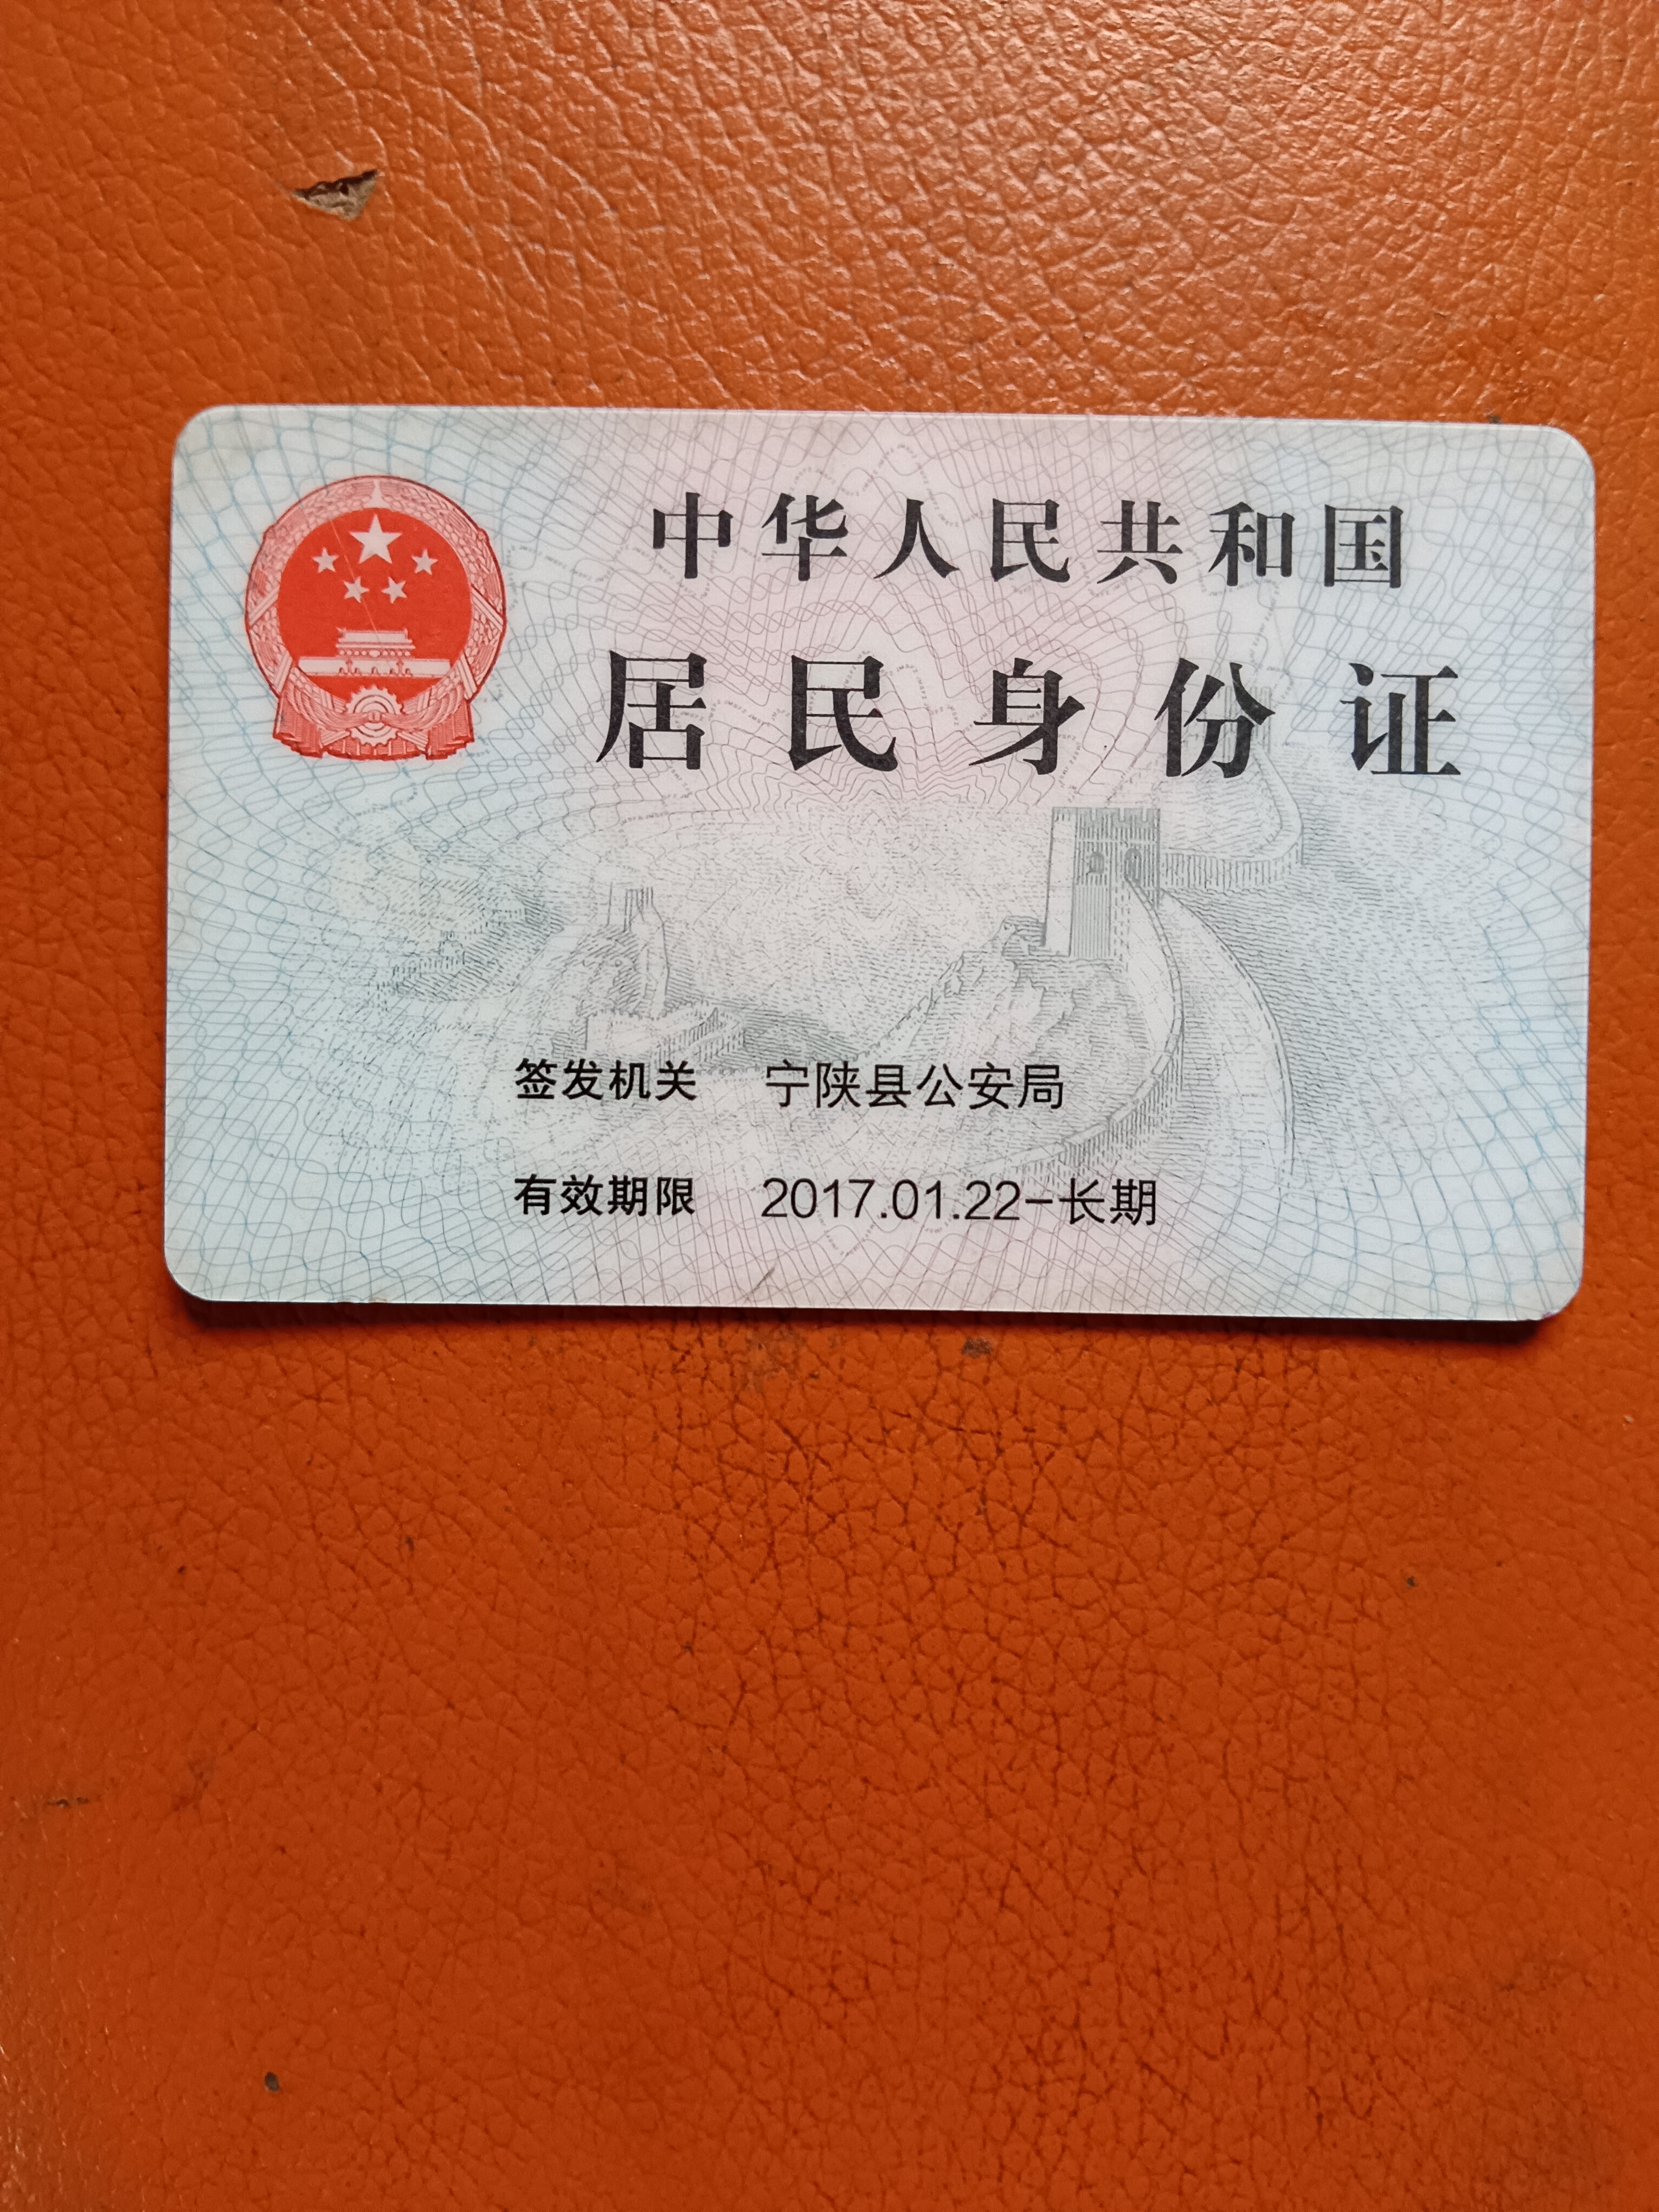 中华人民共和国
居民身份证
签发机关 宁陕县公安局
有效期限 2017.01.22-长期